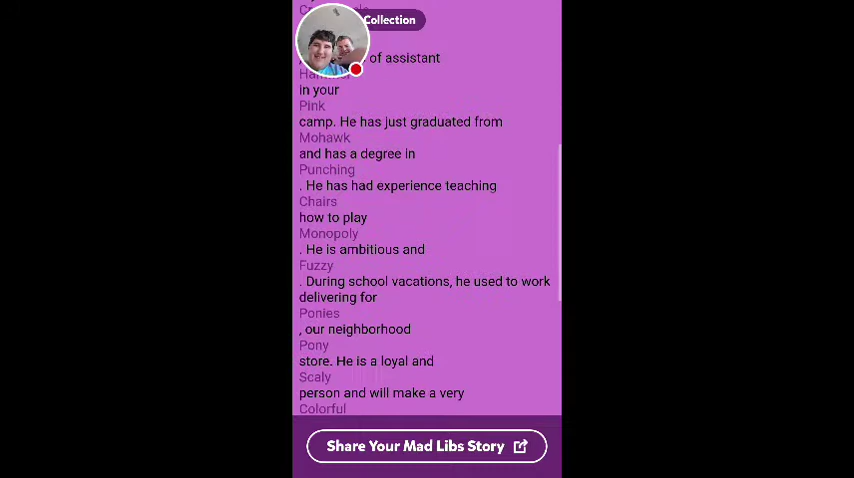 Collection
of assistant
in your
Pink
camp. He has just graduated from
Mohawk
and has a degree in
Punching
. He has had experience teaching
Chairs
how to play
Monopoly
. He is ambitious and
Fuzzy
. During school vacations, he used to work
delivering for
Ponies
, our neighborhood
Pony
store. He is a loyal and
Scaly
person and will make a very
Colorful
Share Your Mad Libs Story